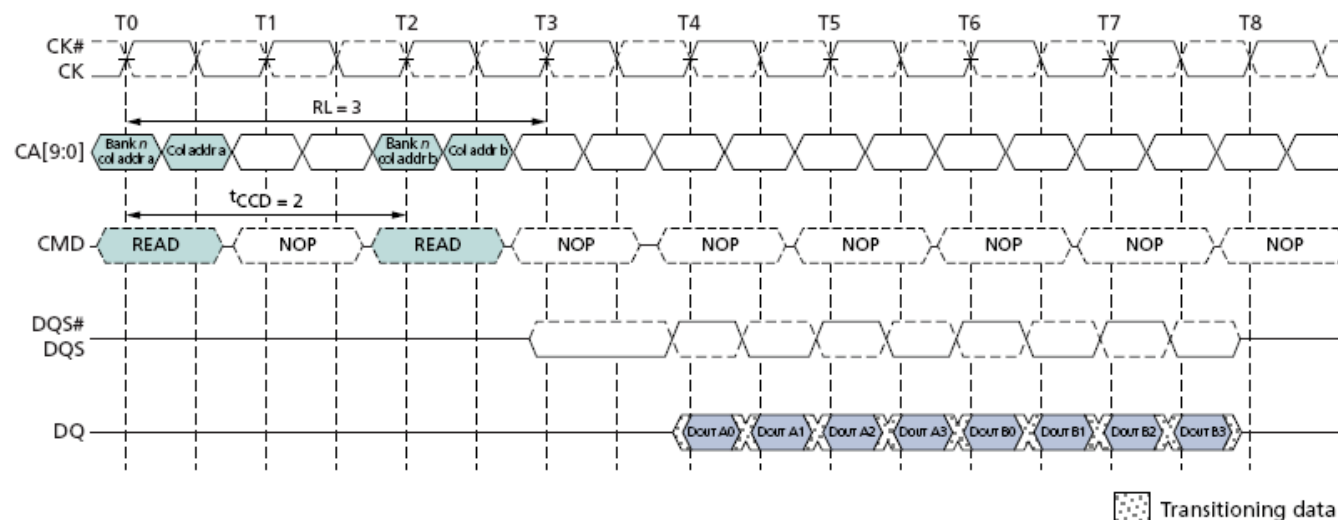 T0 T1 T2 T3 T4 T5 T6 T7 T8
CK#
CK
RL = 3
CA[9:0] Bank n col addr a Col addr a Bank n col addr b Col addr b
tCCD = 2
CMD READ NOP READ NOP NOP NOP NOP NOP NOP
DQS#
DQS
DQ DOUT A0 DOUT A1 DOUT A2 DOUT A3 DOUT B0 DOUT B1 DOUT B2 DOUT B3
Transitioning data